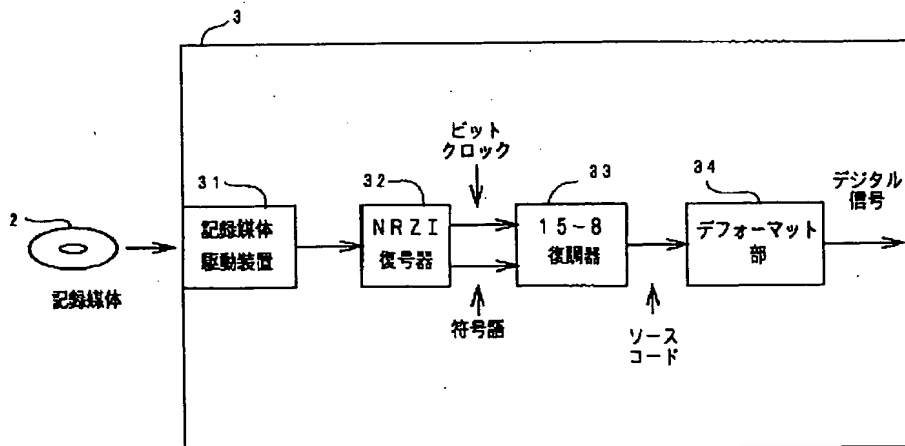 3
ビット
クロック
31
32
33
34
デジタル
信号
2
記録媒体
駆動装置
NRZI
復号器
15-8
復調器
デフォーマット
部
記録媒体
符号語
ソース
コード